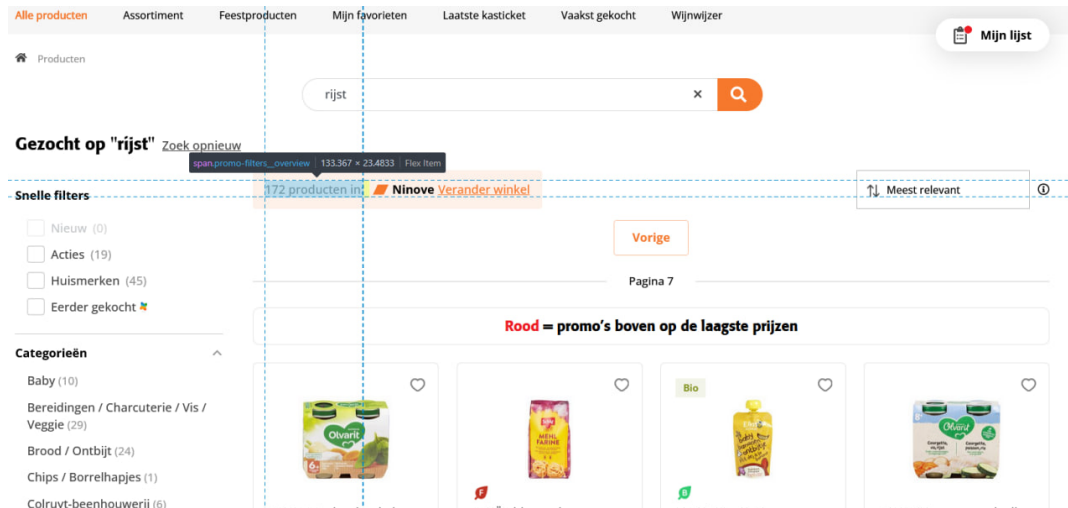 Alle producten Assortiment Feestproducten Mijn favorieten Laatste kasticket Vaakst gekocht Wijnwijzer
Mijn lijst
Producten
rijst ×
Gezocht op "rijst" Zoek opnieuw
span.promo-filters__overview 133.367 × 23.4833 Flex Item
172 producten in Ninove Verander winkel
Meest relevant
Snelle filters
Nieuw (0)
Acties (19)
Huismerken (45)
Eerder gekocht
Vorige
Pagina 7
Rood = promo's boven op de laagste prijzen
Categorieën
Baby (10)
Bereidingen / Charcuterie / Vis /
Veggie (29)
Brood / Ontbijt (24)
Chips / Borrelhapjes (1)
Colruyt-beenhouwerij (6)
Olvarit
6+
MEHL
FARINE
F
Bio
B
Olvarit